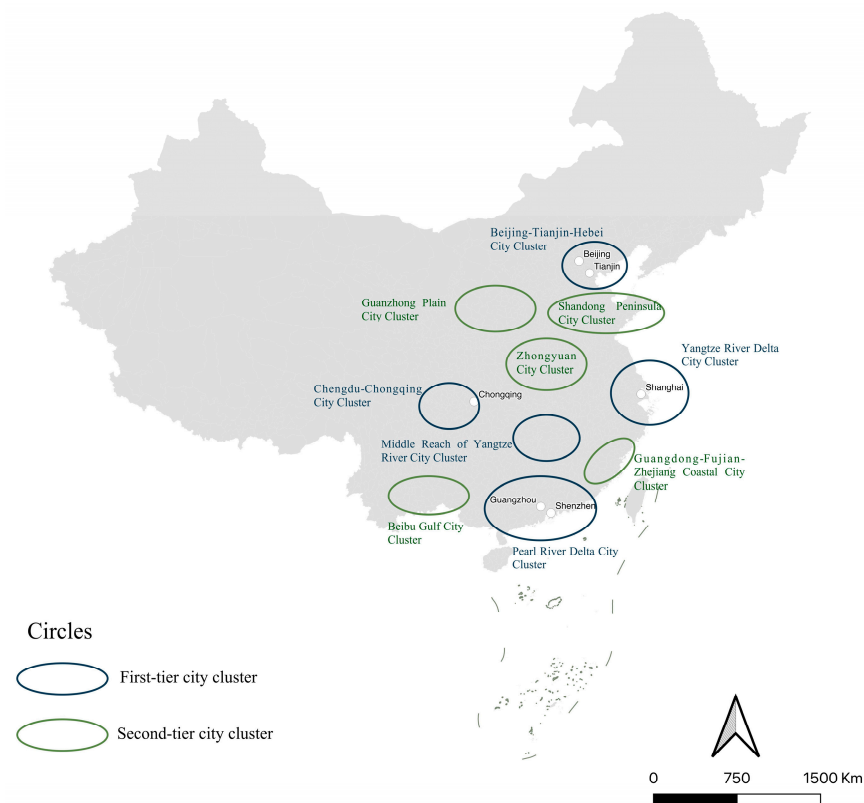 Beijing-Tianjin-Hebei
City Cluster
Beijing
Tianjin
Guanzhong Plain
City Cluster
Shandong Peninsula
City Cluster
Zhongyuan
City Cluster
Yangtze River Delta
City Cluster
Shanghai
Chengdu-Chongqing
City Cluster
Chongqing
Middle Reach of Yangtze
River City Cluster
Guangdong-Fujian-
Zhejiang Coastal City
Cluster
Guangzhou
Shenzhen
Beibu Gulf City
Cluster
Pearl River Delta City
Cluster
Circles
First-tier city cluster
Second-tier city cluster
0 750 1500 Km